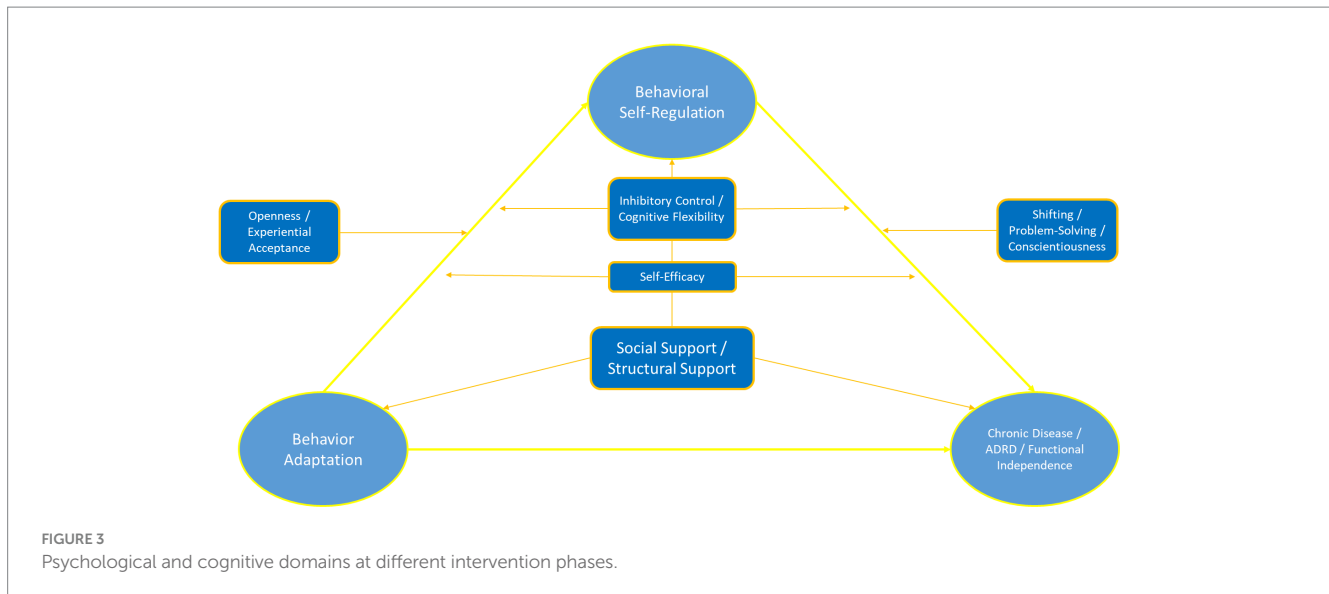 Behavioral
Self-Regulation
Inhibitory Control /
Cognitive Flexibility
Openness /
Experiential
Acceptance
Shifting /
Problem-Solving /
Conscientiousness
Self-Efficacy
Social Support /
Structural Support
Behavior
Adaptation
Chronic Disease /
ADRD / Functional
Independence
FIGURE 3
Psychological and cognitive domains at different intervention phases.